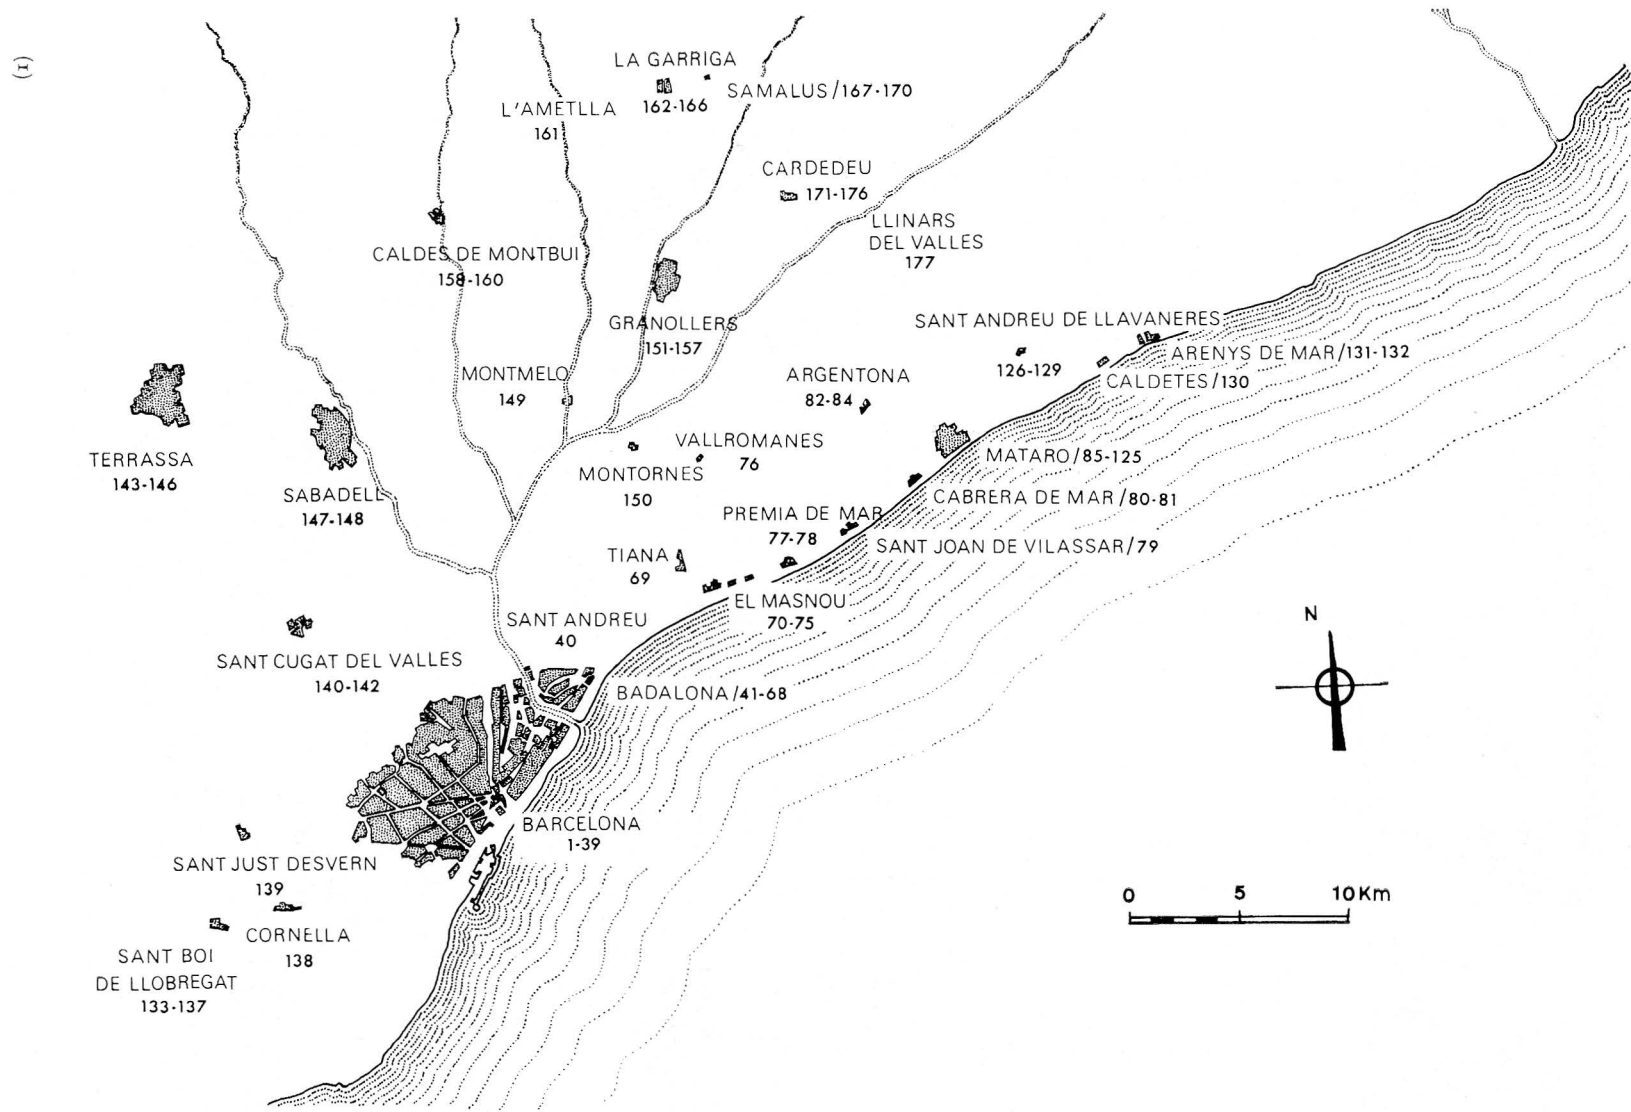 (I)
LA GARRIGA
162-166
SAMALUS/167-170
L'AMETLLA
161
CARDEDEU
171-176
LLINARS
DEL VALLES
177
CALDES DE MONTBUI
158-160
GRANOLLERS
151-157
SANT ANDREU DE LLAVANERES
126-129
ARENYS DE MAR/131-132
CALDETES/130
MONTMELO
149
ARGENTONA
82-84
TERRASSA
143-146
SABADELL
147-148
VALLROMANES
76
MONTORNES
150
MATARO/85-125
CABRERA DE MAR/80-81
PREMIA DE MAR
77-78
SANT JOAN DE VILASSAR/79
TIANA
69
EL MASNOU
70-75
SANT ANDREU
40
N
SANT CUGAT DEL VALLES
140-142
BADALONA/41-68
BARCELONA
1-39
SANT JUST DESVERN
139
CORNELLA
138
SANT BOI
DE LLOBREGAT
133-137
0 5 10Km